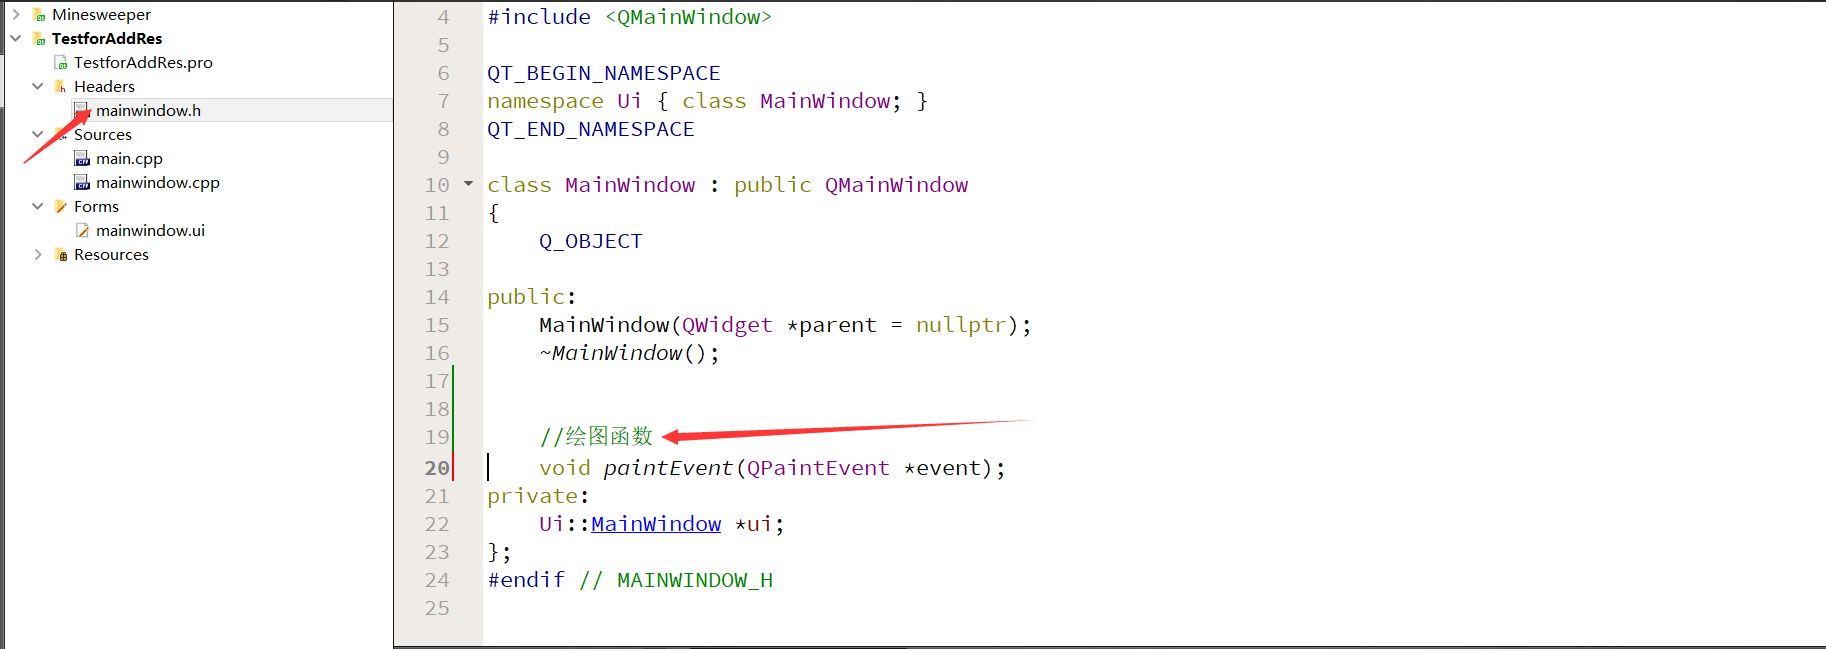 Minesweeper
TestforAddRes
TestforAddRes.pro
Headers
mainwindow.h
Sources
main.cpp
mainwindow.cpp
Forms
mainwindow.ui
Resources
4 #include <QMainWindow>
5
6 QT_BEGIN_NAMESPACE
7 namespace Ui { class MainWindow; }
8 QT_END_NAMESPACE
9
10 class MainWindow : public QMainWindow
11 {
12 Q_OBJECT
13
14 public:
15 MainWindow(QWidget *parent = nullptr);
16 ~MainWindow();
17
18
19 //绘图函数
20 void paintEvent(QPaintEvent *event);
21 private:
22 Ui::MainWindow *ui;
23 };
24 #endif // MAINWINDOW_H
25